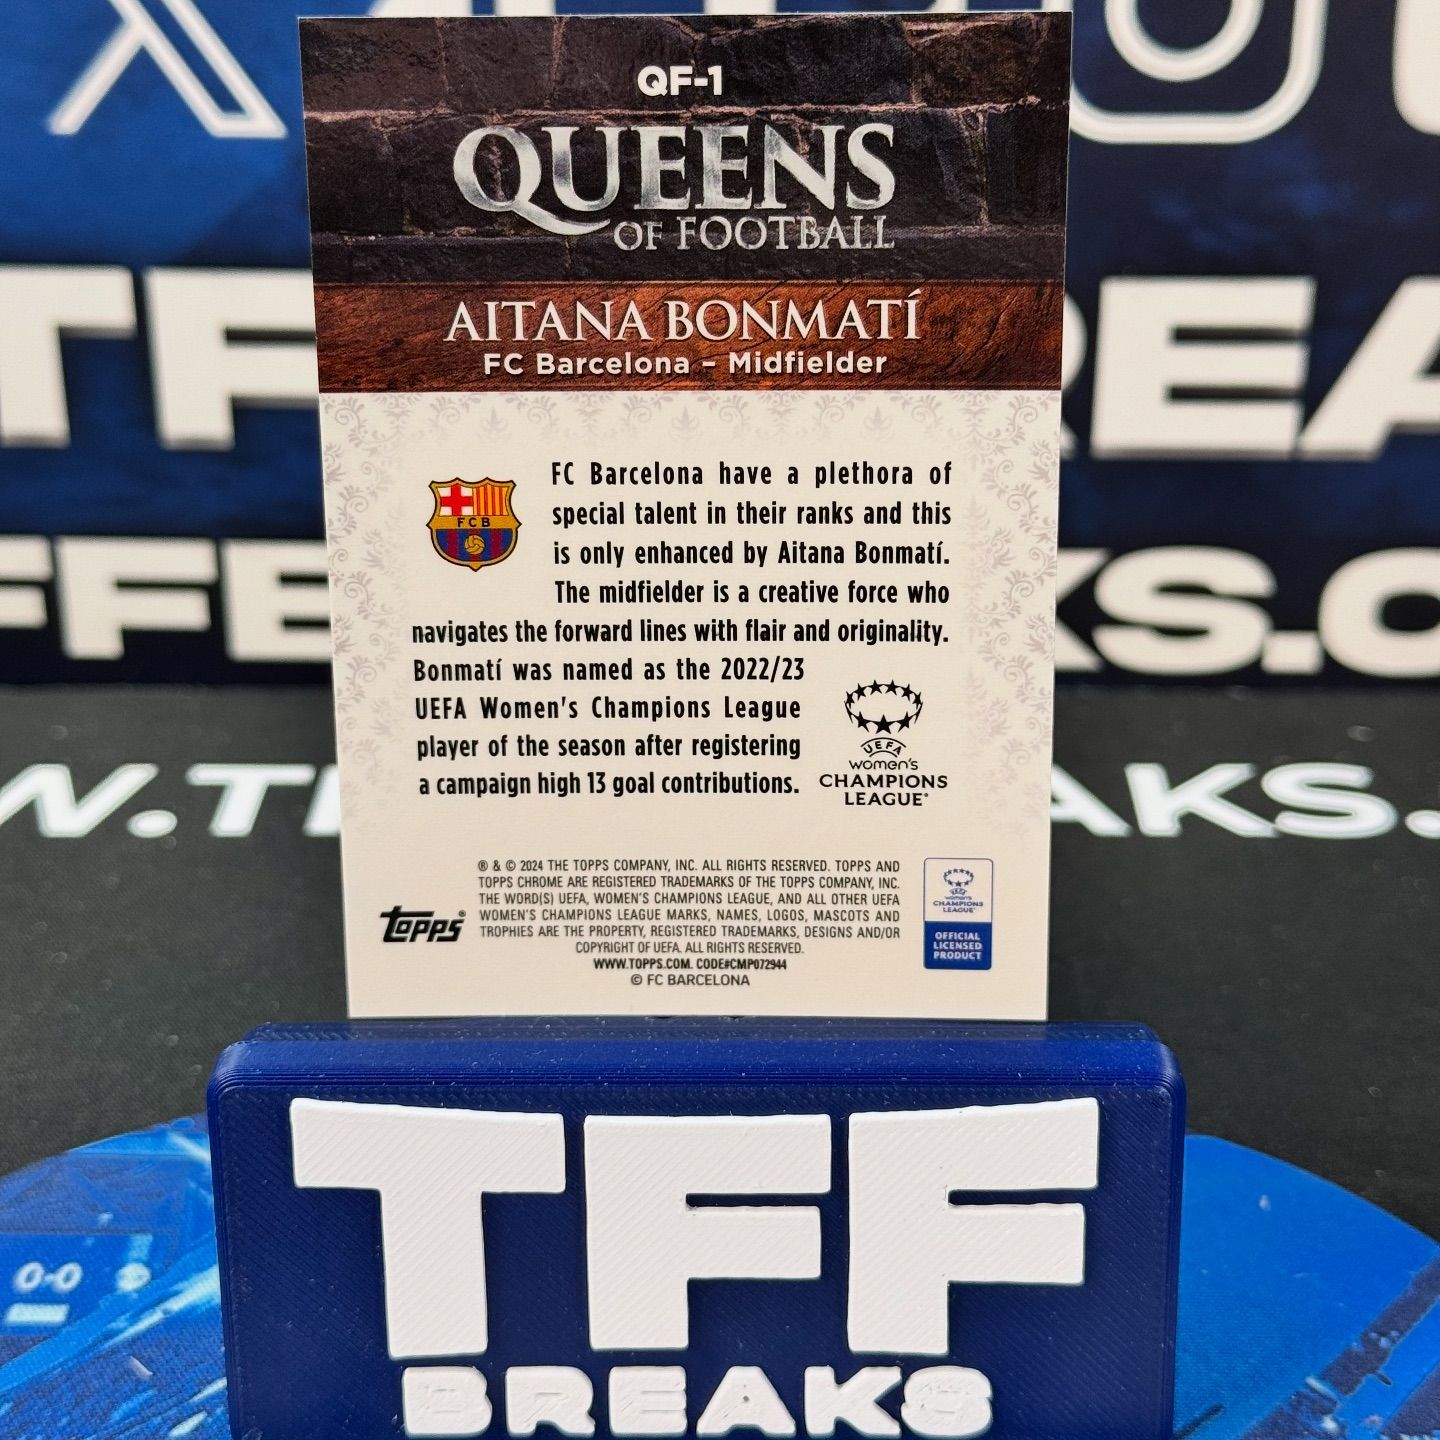 QF-1
QUEENS
OF FOOTBALL
AITANA BONMATÍ
FC Barcelona – Midfielder
FCB
FC Barcelona have a plethora of
special talent in their ranks and this
is only enhanced by Aitana Bonmatí.
The midfielder is a creative force who
navigates the forward lines with flair and originality.
Bonmatí was named as the 2022/23
UEFA Women's Champions League
player of the season after registering
a campaign high 13 goal contributions.
UEFA
women's
CHAMPIONS
LEAGUE®
® & © 2024 THE TOPPS COMPANY, INC. ALL RIGHTS RESERVED. TOPPS AND
TOPPS CHROME ARE REGISTERED TRADEMARKS OF THE TOPPS COMPANY, INC.
THE WORD(S) UEFA, WOMEN'S CHAMPIONS LEAGUE, AND ALL OTHER UEFA
WOMEN'S CHAMPIONS LEAGUE MARKS, NAMES, LOGOS, MASCOTS AND
TROPHIES ARE THE PROPERTY, REGISTERED TRADEMARKS, DESIGNS AND/OR
COPYRIGHT OF UEFA. ALL RIGHTS RESERVED.
WWW.TOPPS.COM. CODE#CMP072944
© FC BARCELONA
topps®
women's
CHAMPIONS
LEAGUE
OFFICIAL
LICENSED
PRODUCT
TFF
BREAKS
0-0